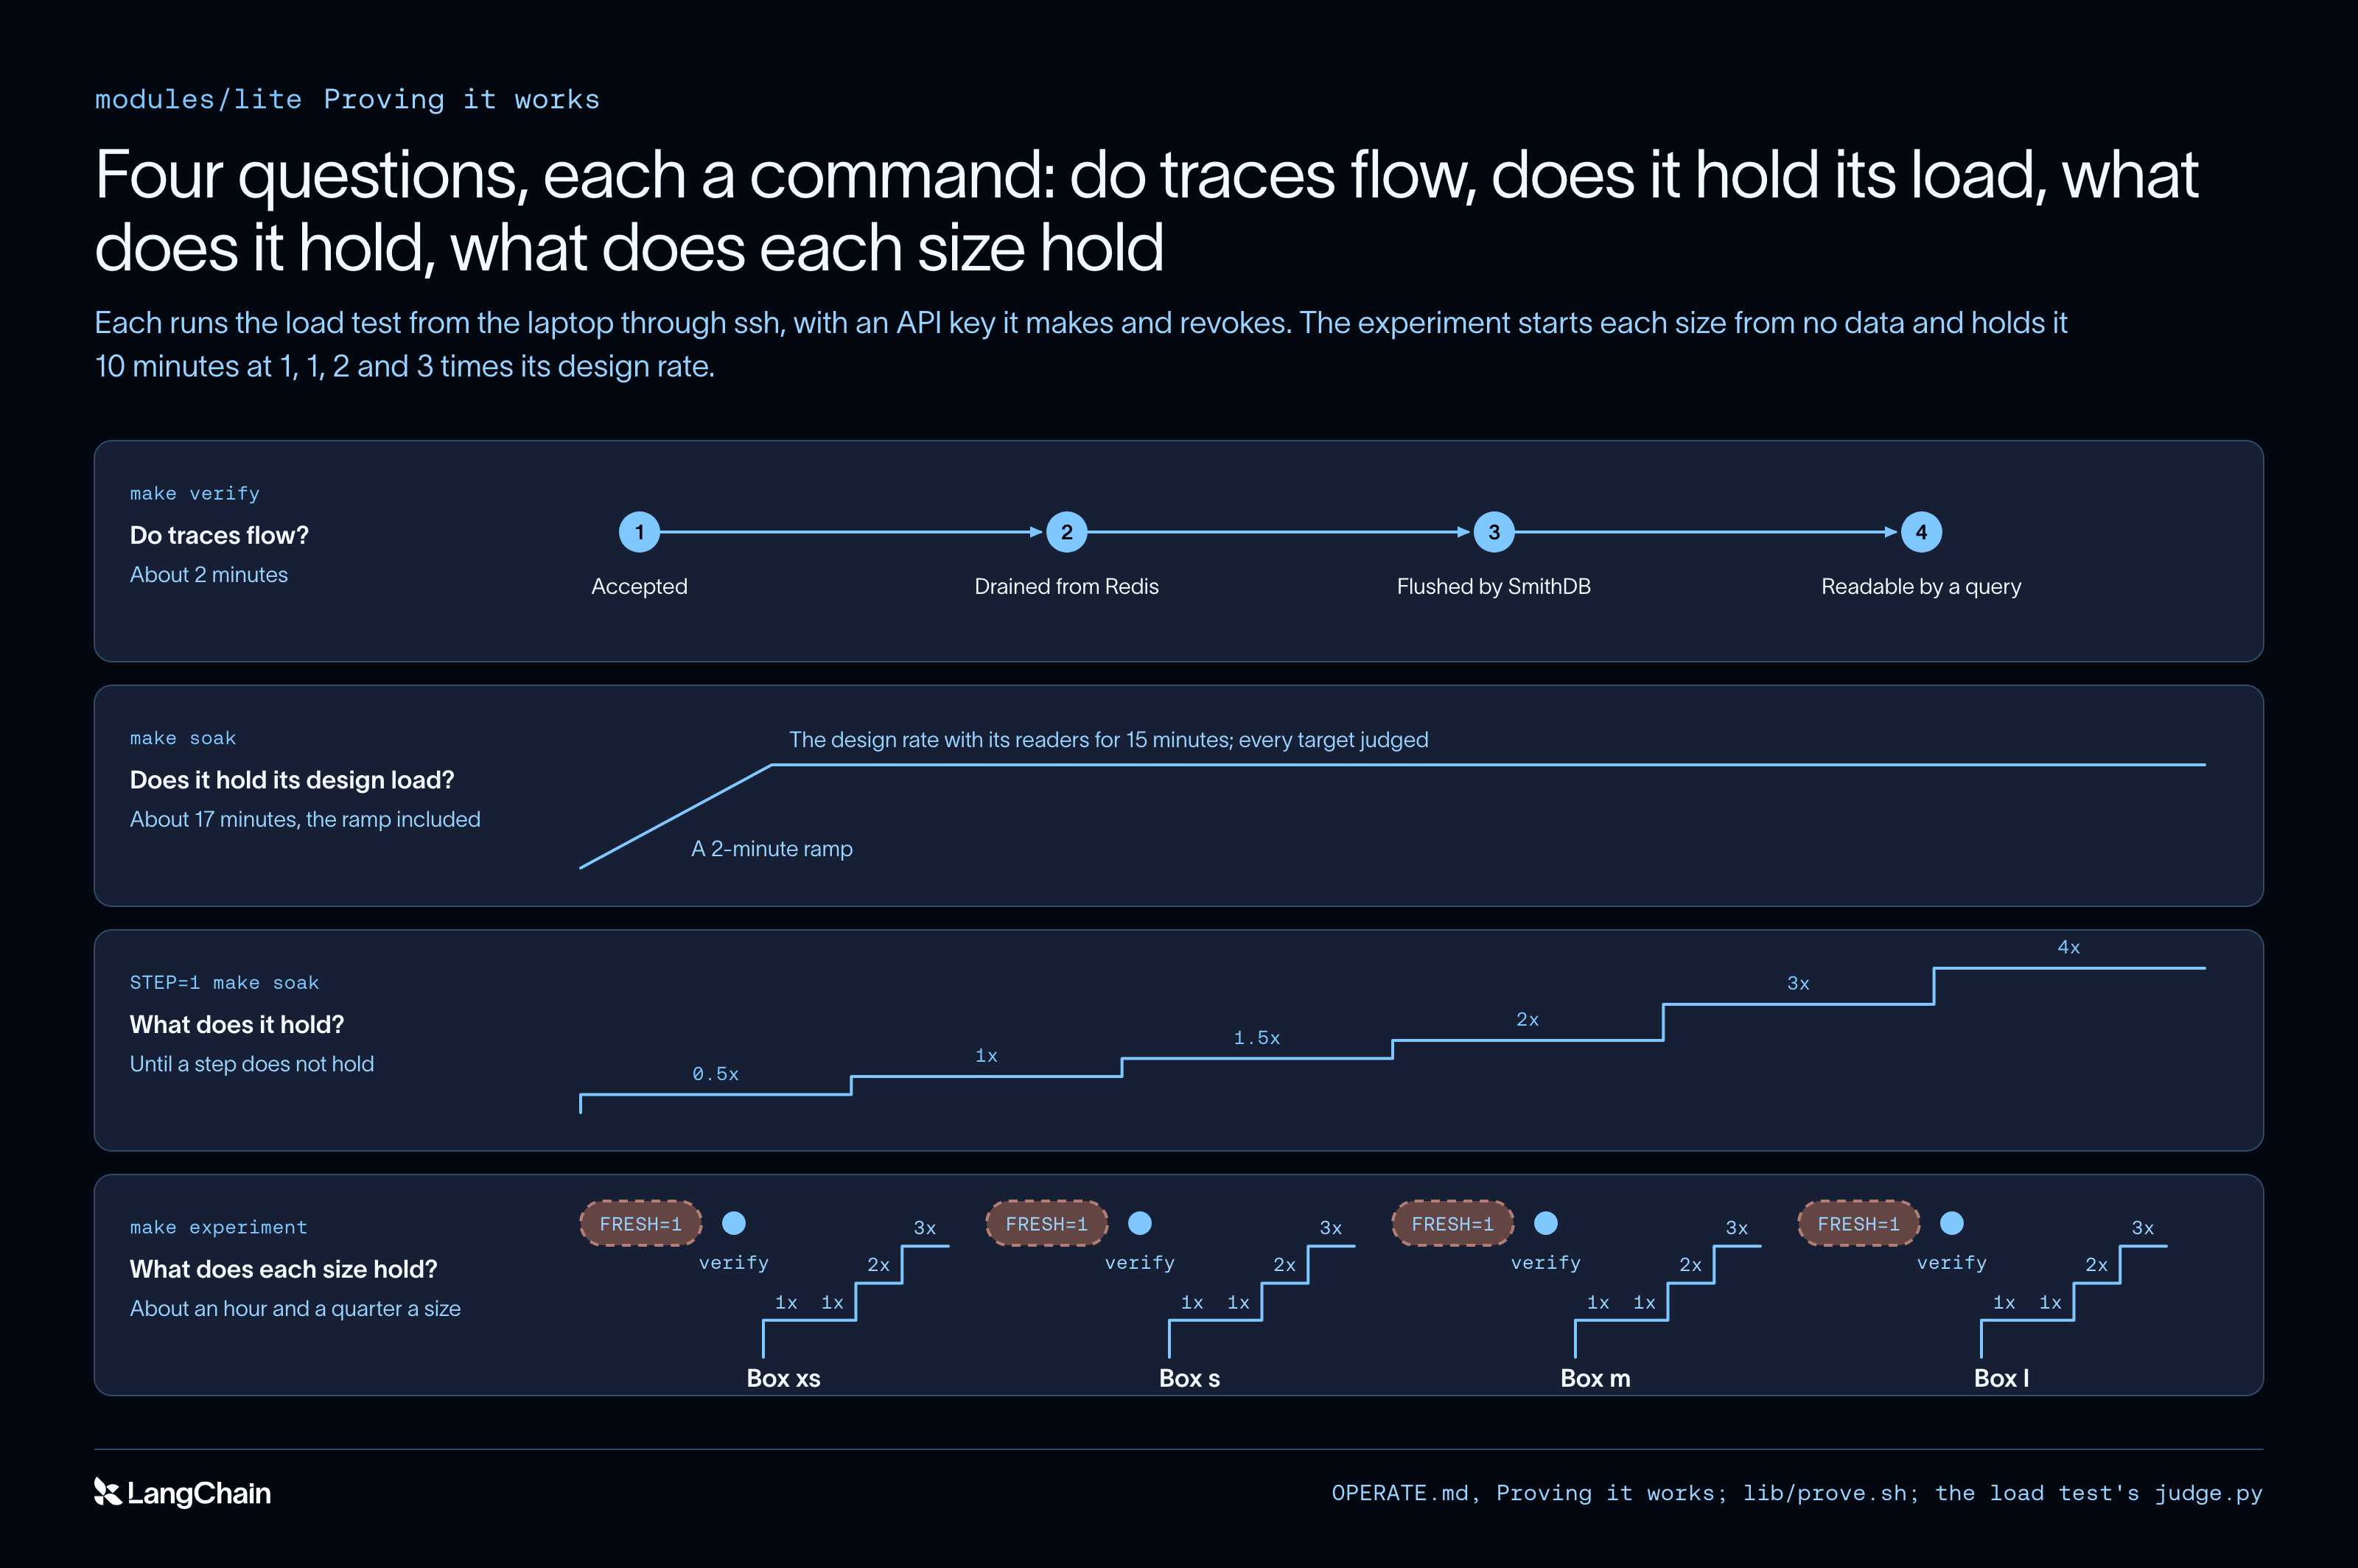 modules/lite Proving it works
Four questions, each a command: do traces flow, does it hold its load, what
does it hold, what does each size hold
Each runs the load test from the laptop through ssh, with an API key it makes and revokes. The experiment starts each size from no data and holds it
10 minutes at 1, 1, 2 and 3 times its design rate.
make verify
Do traces flow?
About 2 minutes
1
2
3
4
Accepted
Drained from Redis
Flushed by SmithDB
Readable by a query
make soak
Does it hold its design load?
About 17 minutes, the ramp included
The design rate with its readers for 15 minutes; every target judged
A 2-minute ramp
STEP=1 make soak
What does it hold?
Until a step does not hold
0.5x
1x
1.5x
2x
3x
4x
make experiment
What does each size hold?
About an hour and a quarter a size
FRESH=1
verify
1x
1x
2x
3x
Box xs
FRESH=1
verify
1x
1x
2x
3x
Box s
FRESH=1
verify
1x
1x
2x
3x
Box m
FRESH=1
verify
1x
1x
2x
3x
Box l
LangChain
OPERATE.md, Proving it works; lib/prove.sh; the load test's judge.py